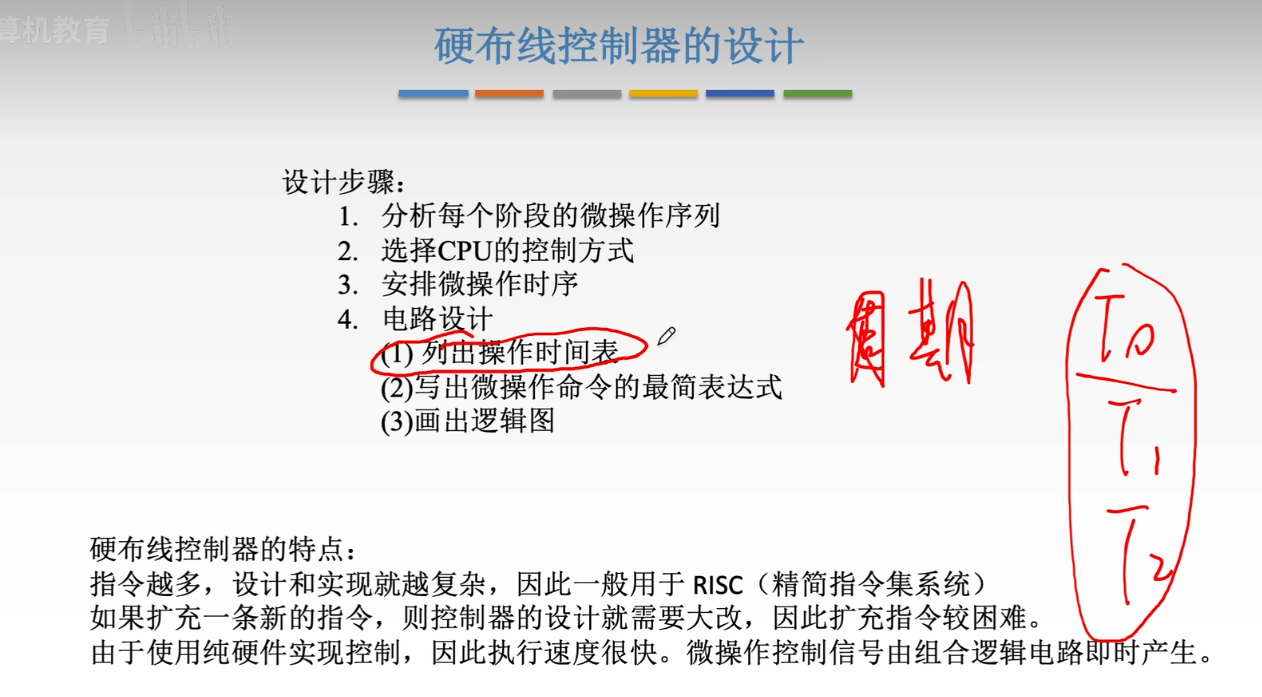 算机教育
硬布线控制器的设计
设计步骤：
1. 分析每个阶段的微操作序列
2. 选择CPU的控制方式
3. 安排微操作时序
4. 电路设计
(1) 列出操作时间表
(2)写出微操作命令的最简表达式
(3)画出逻辑图
周期
T0
T1
T2
硬布线控制器的特点：
指令越多，设计和实现就越复杂，因此一般用于 RISC（精简指令集系统）
如果扩充一条新的指令，则控制器的设计就需要大改，因此扩充指令较困难。
由于使用纯硬件实现控制，因此执行速度很快。微操作控制信号由组合逻辑电路即时产生。